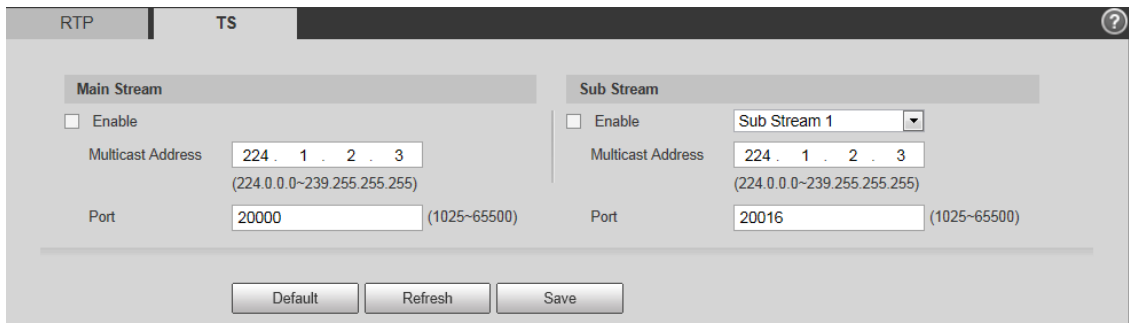 RTP TS ?
Main Stream Sub Stream
Enable Enable Sub Stream 1
Multicast Address 224 . 1 . 2 . 3 Multicast Address 224 . 1 . 2 . 3
(224.0.0.0~239.255.255.255) (224.0.0.0~239.255.255.255)
Port 20000 (1025~65500) Port 20016 (1025~65500)
Default Refresh Save